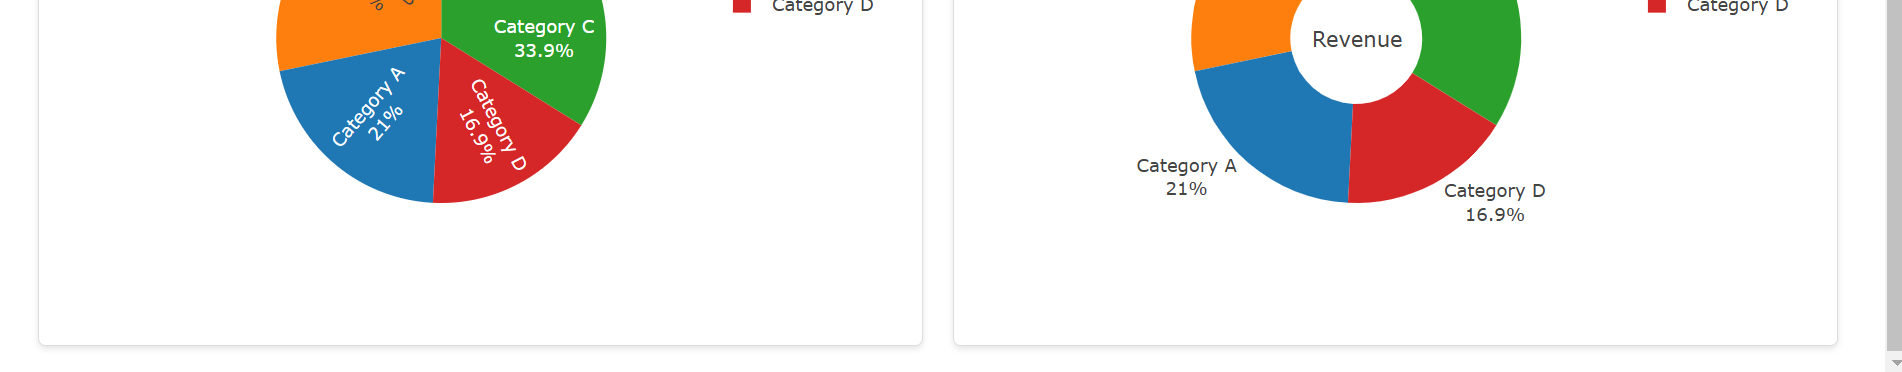 Category D
Category C
33.9%
Category A
21%
Category D
16.9%
%
Category D
Revenue
Category A
21%
Category D
16.9%